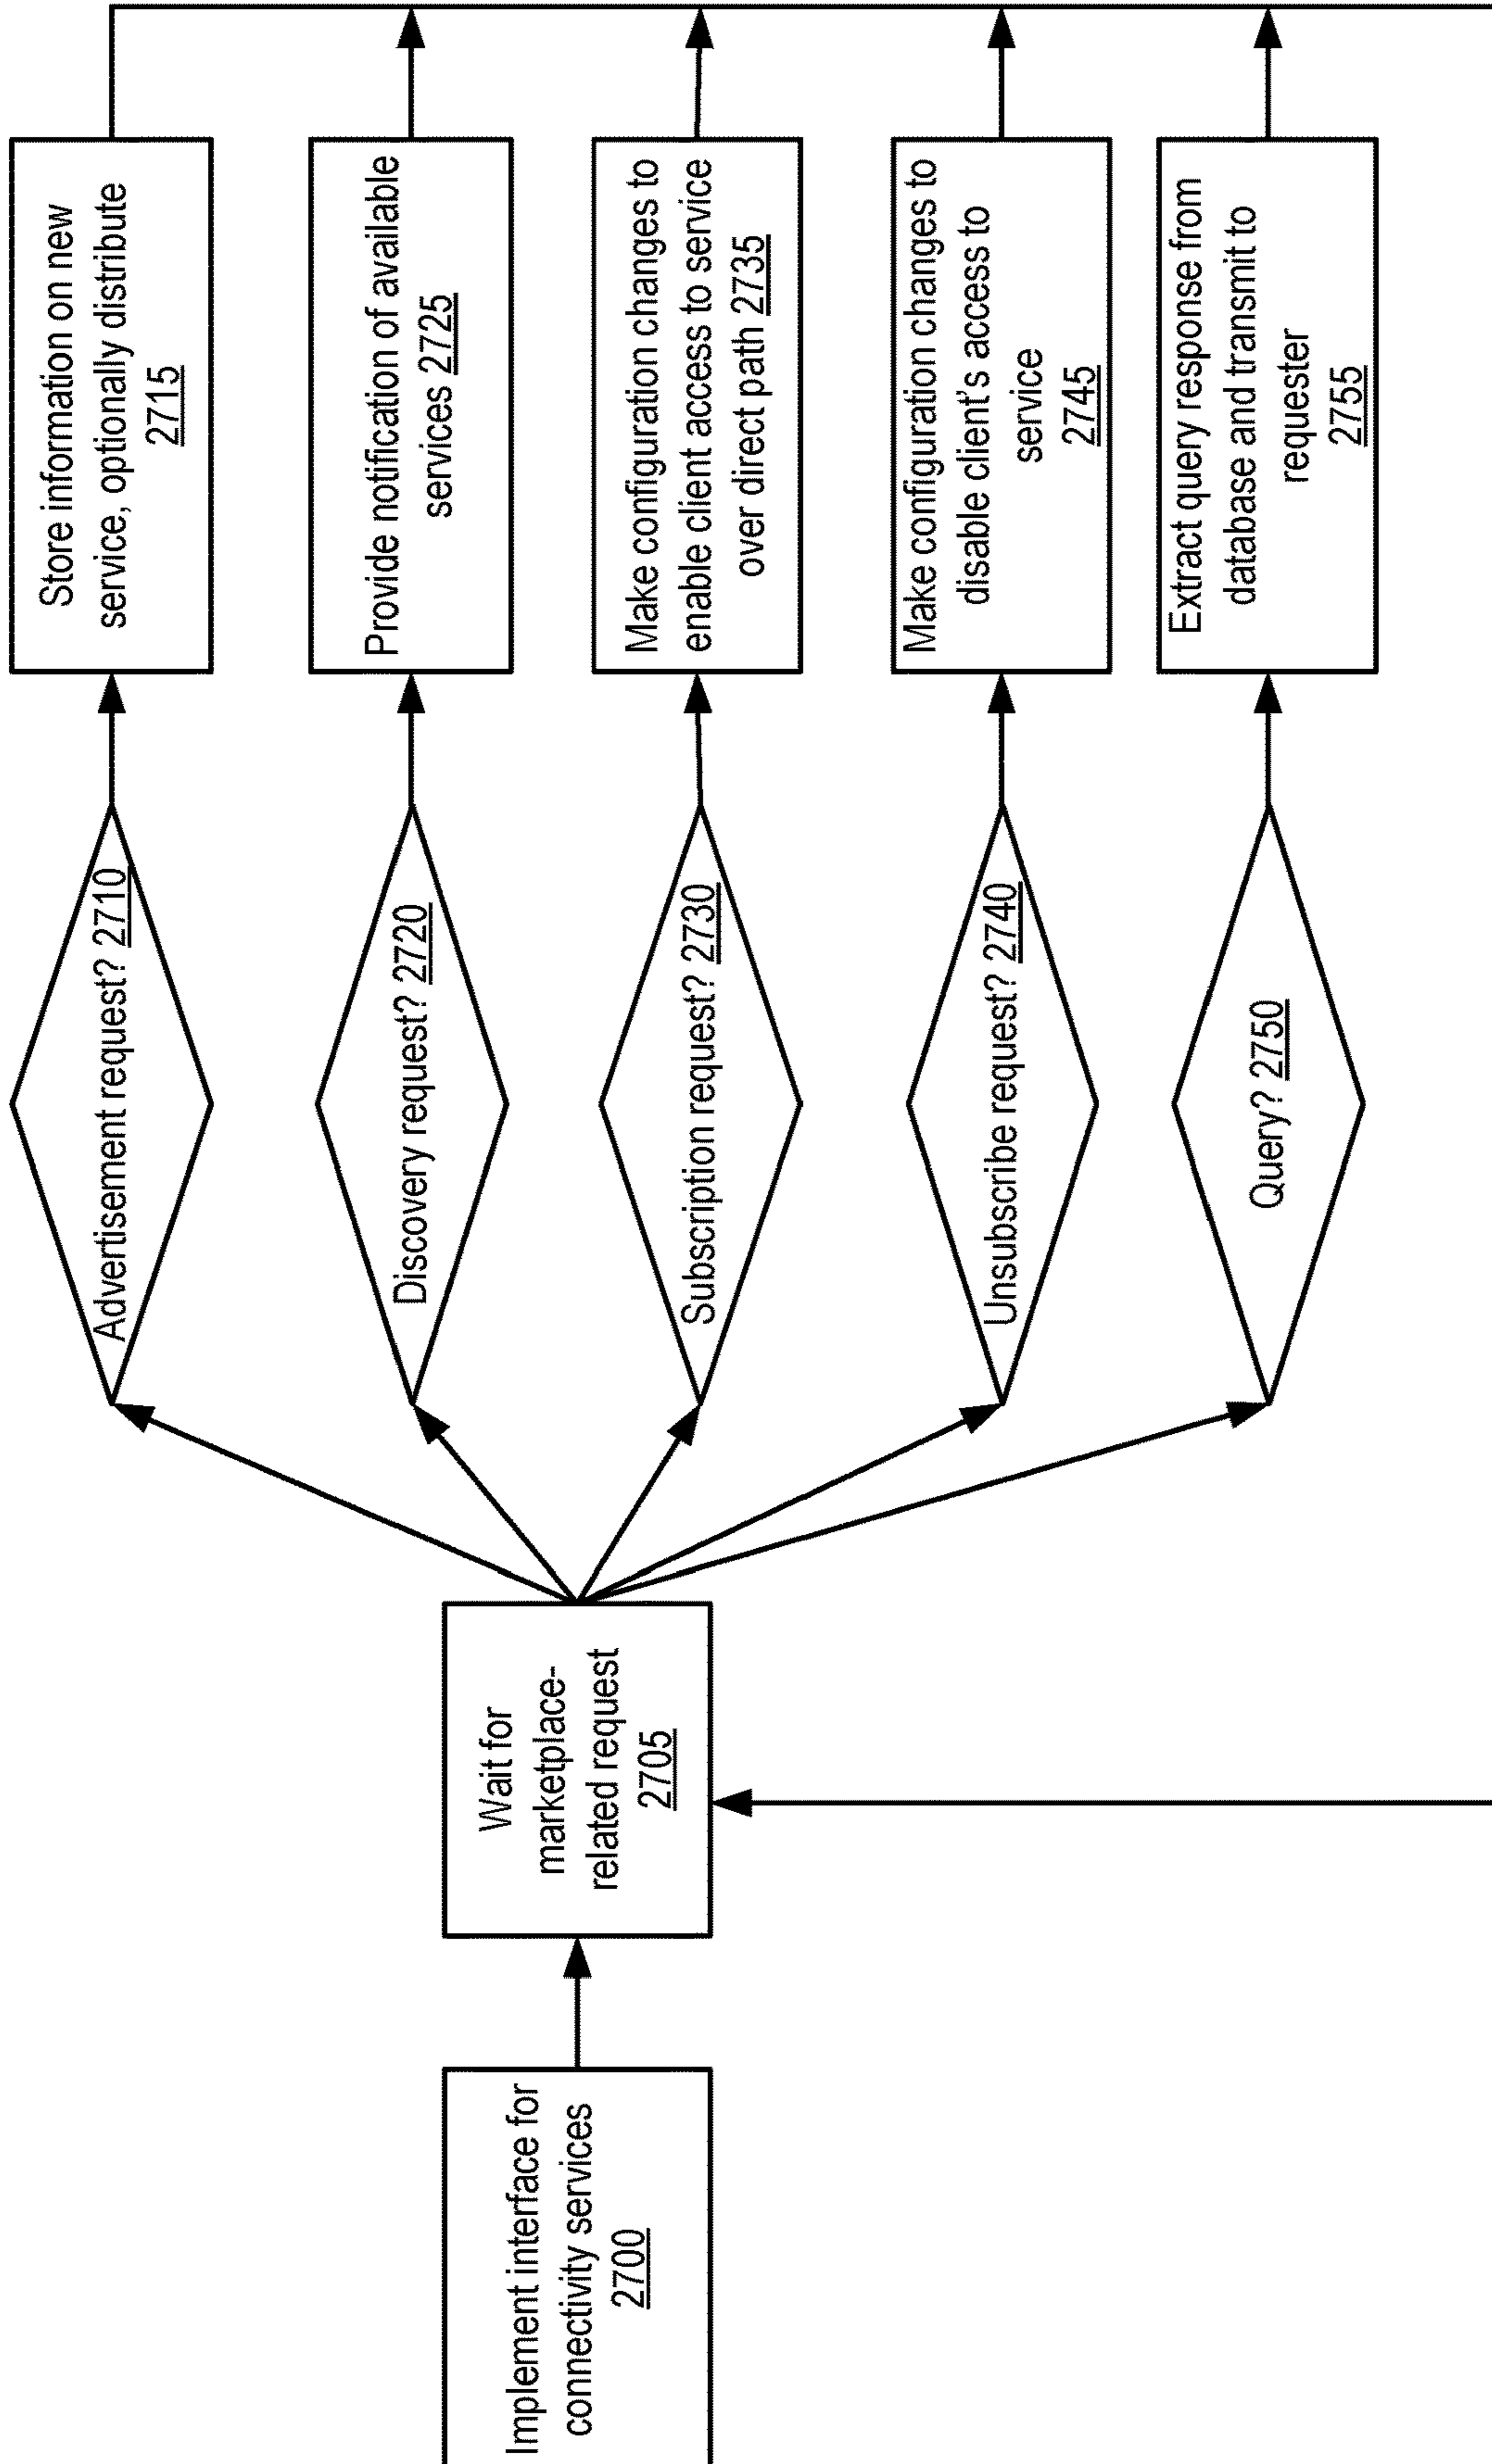 Implement interface for
connectivity services
2700
Wait for
marketplace-
related request
2705
Advertisement request? 2710
Store information on new
service, optionally distribute
2715
Discovery request? 2720
Provide notification of available
services 2725
Subscription request? 2730
Make configuration changes to
enable client access to service
over direct path 2735
Unsubscribe request? 2740
Make configuration changes to
disable client's access to
service
2745
Query? 2750
Extract query response from
database and transmit to
requester
2755